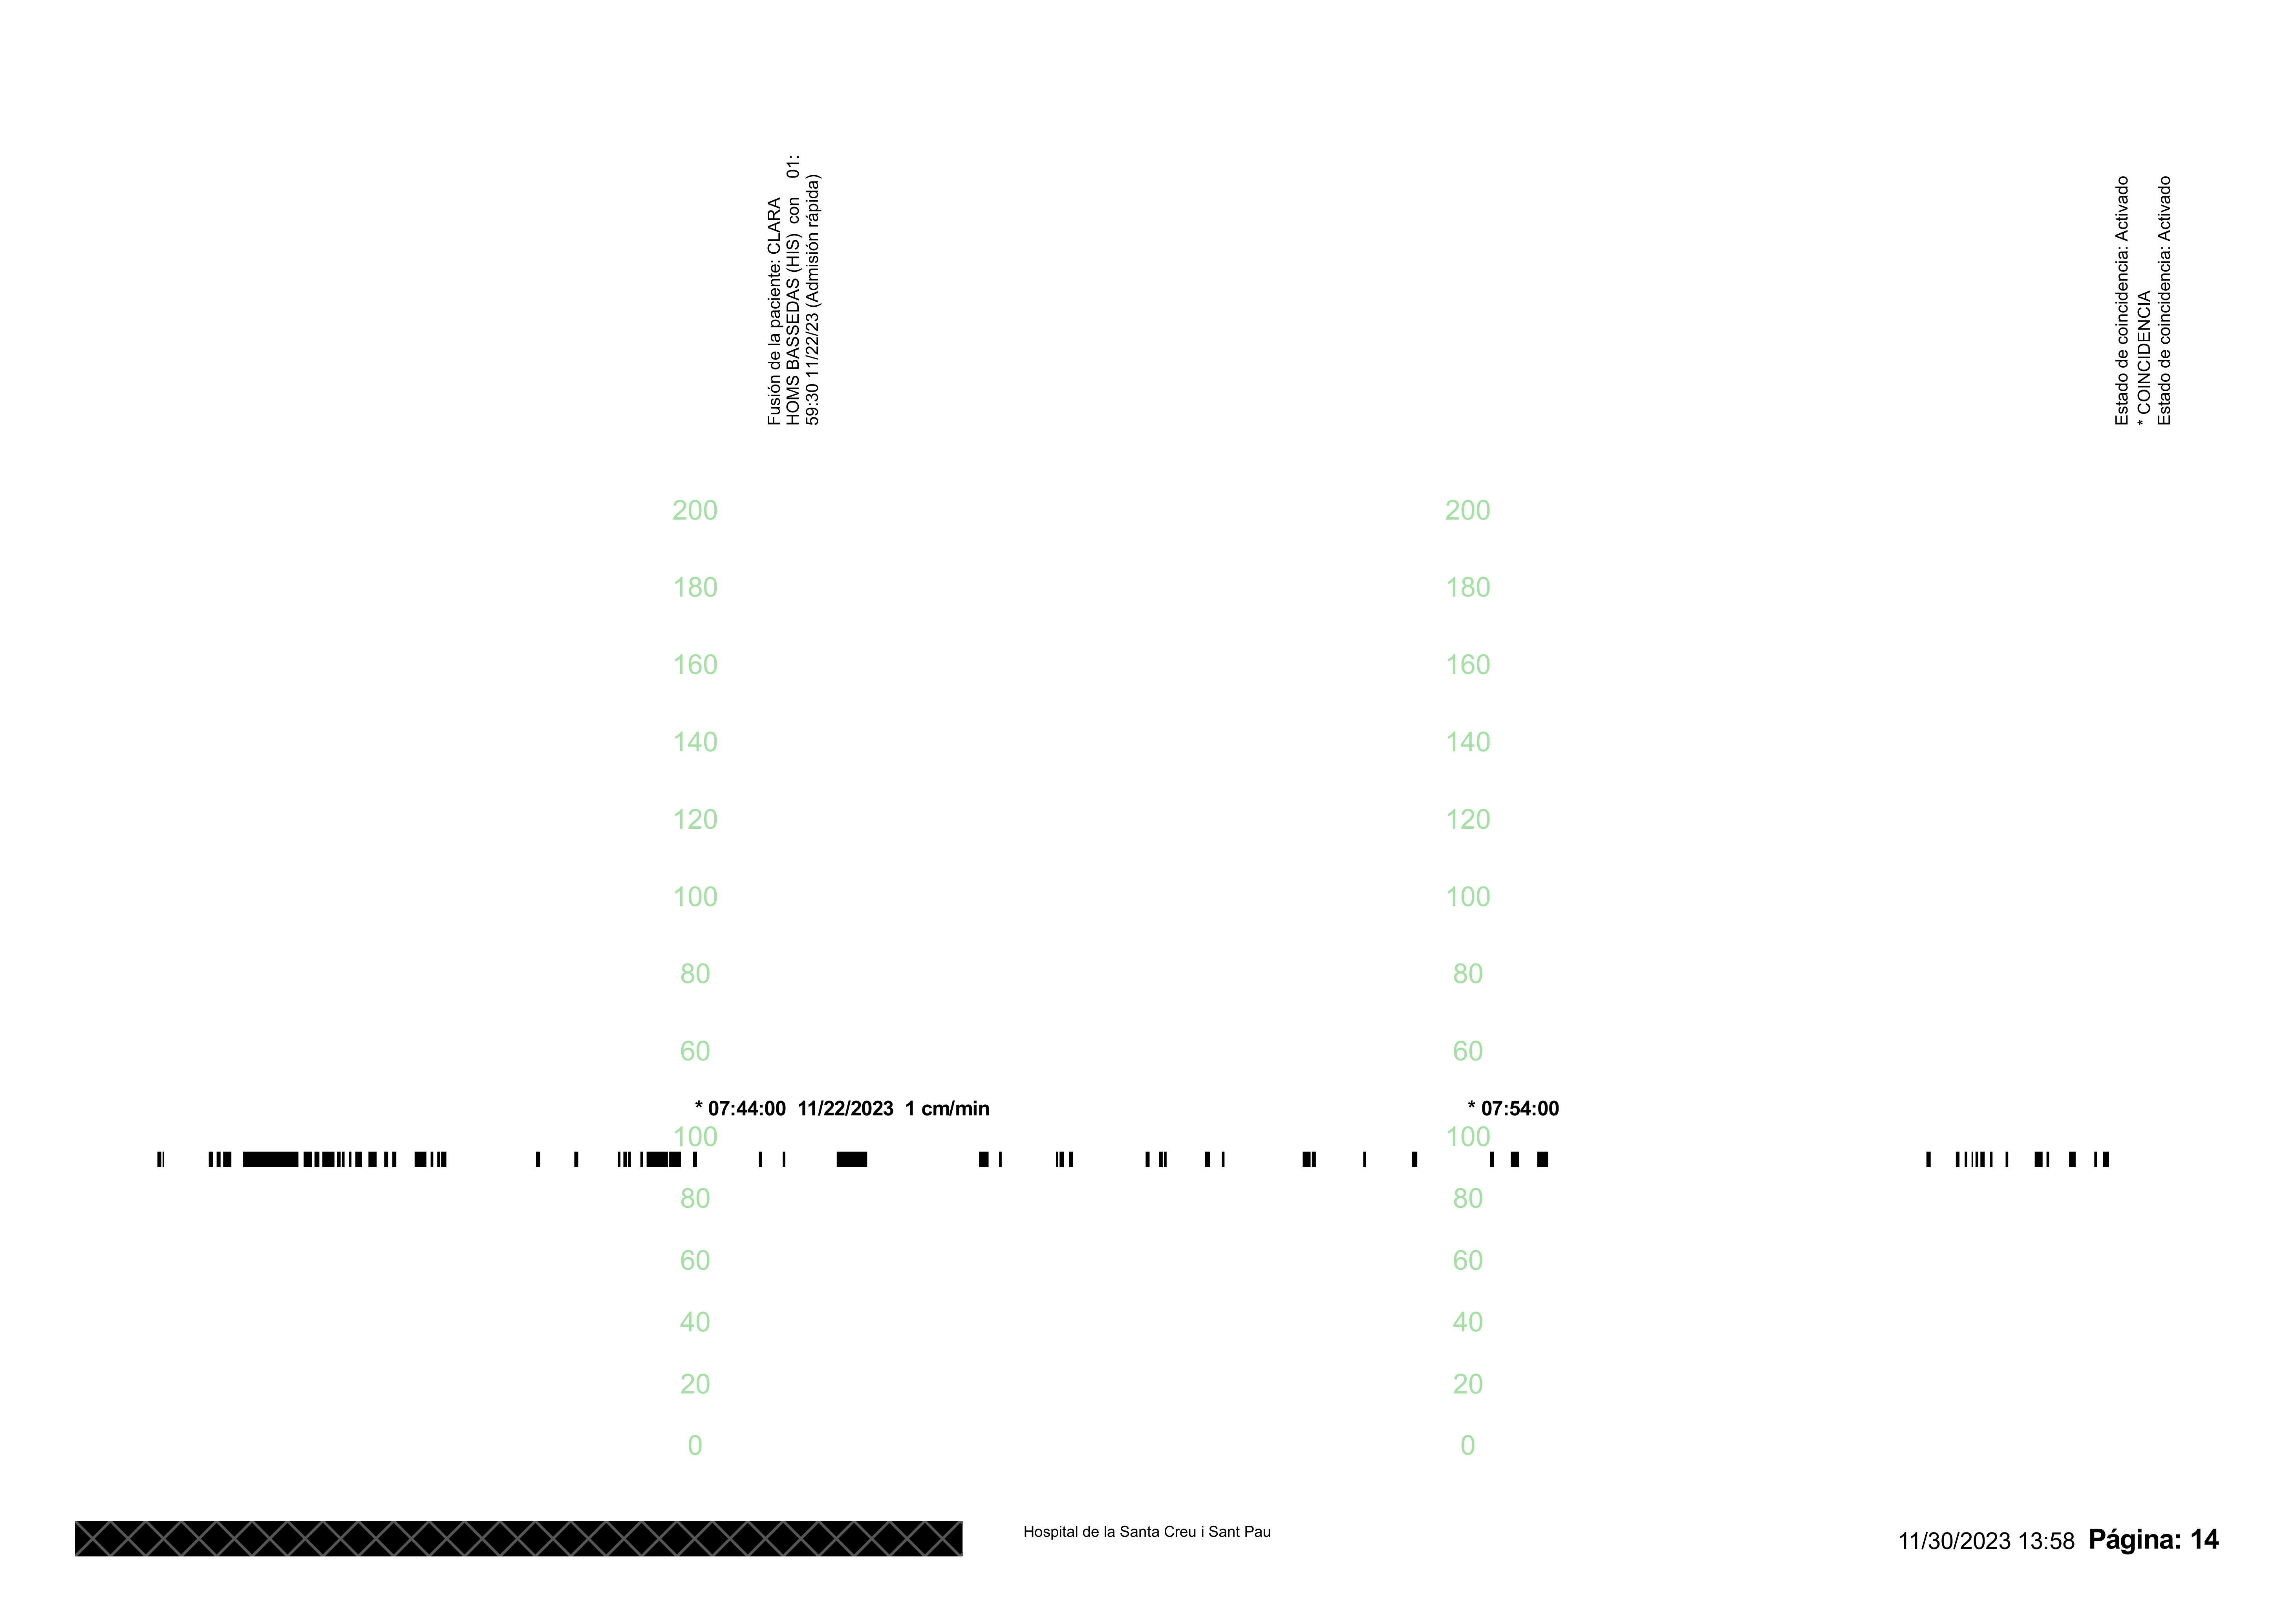 Fusión de la paciente: CLARA
HOMS BASSEDAS (HIS) con 01:
59:30 11/22/23 (Admisión rápida)
Estado de coincidencia: Activado
* COINCIDENCIA
Estado de coincidencia: Activado
200 200
180 180
160 160
140 140
120 120
100 100
80 80
60 60
* 07:44:00 11/22/2023 1 cm/min * 07:54:00
100 100
80 80
60 60
40 40
20 20
0 0
Hospital de la Santa Creu i Sant Pau
11/30/2023 13:58 Página: 14